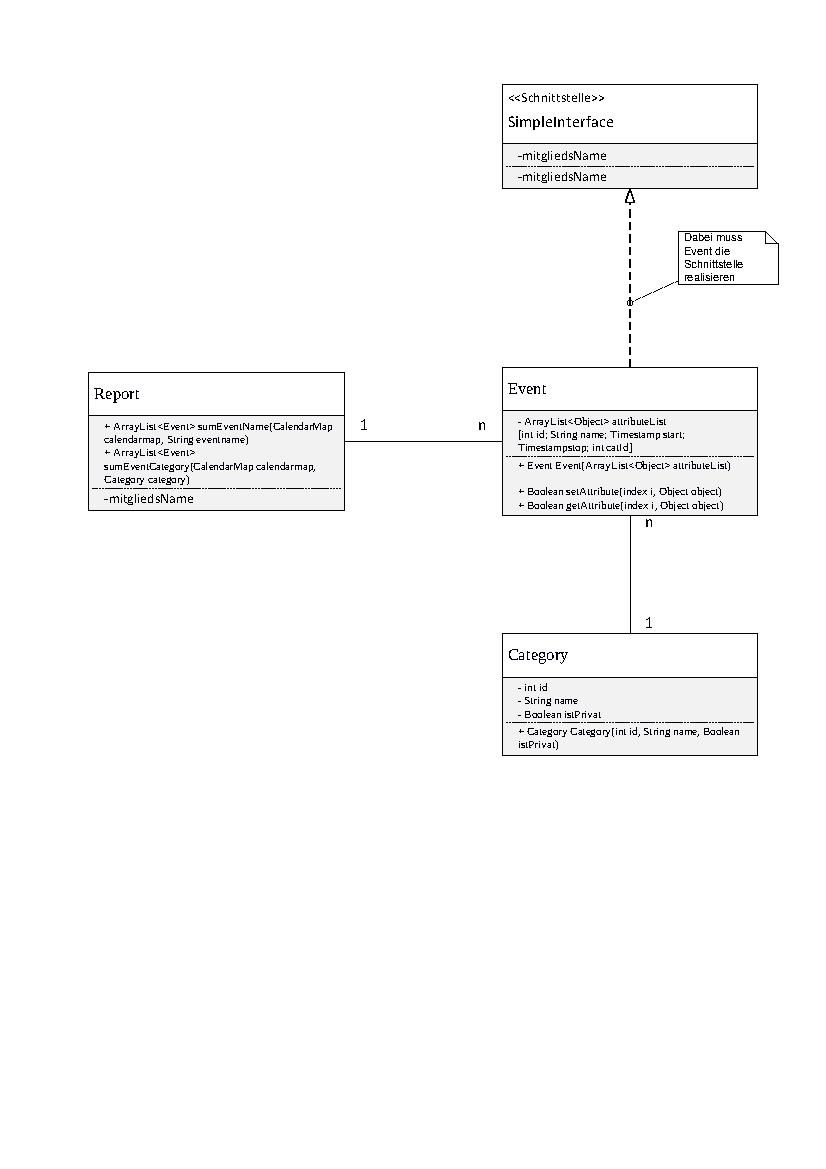 <<Schnittstelle>>
SimpleInterface
-mitgliedsName
-mitgliedsName
Dabei muss
Event die
Schnittstelle
realisieren
Report
+ ArrayList<Event> sumEventName(CalendarMap
calendarmap, String eventname)
+ ArrayList<Event>
sumEventCategory(CalendarMap calendarmap,
Category category)
-mitgliedsName
1
n
Event
- ArrayList<Object> attributeList
[int id; String name; Timestamp start;
Timestampstop; int catId]
+ Event Event(ArrayList<Object> attributeList)
+ Boolean setAttribute(index i, Object object)
+ Boolean getAttribute(index i, Object object)
n
1
Category
- int id
- String name
- Boolean istPrivat
+ Category Category(int id, String name, Boolean
istPrivat)